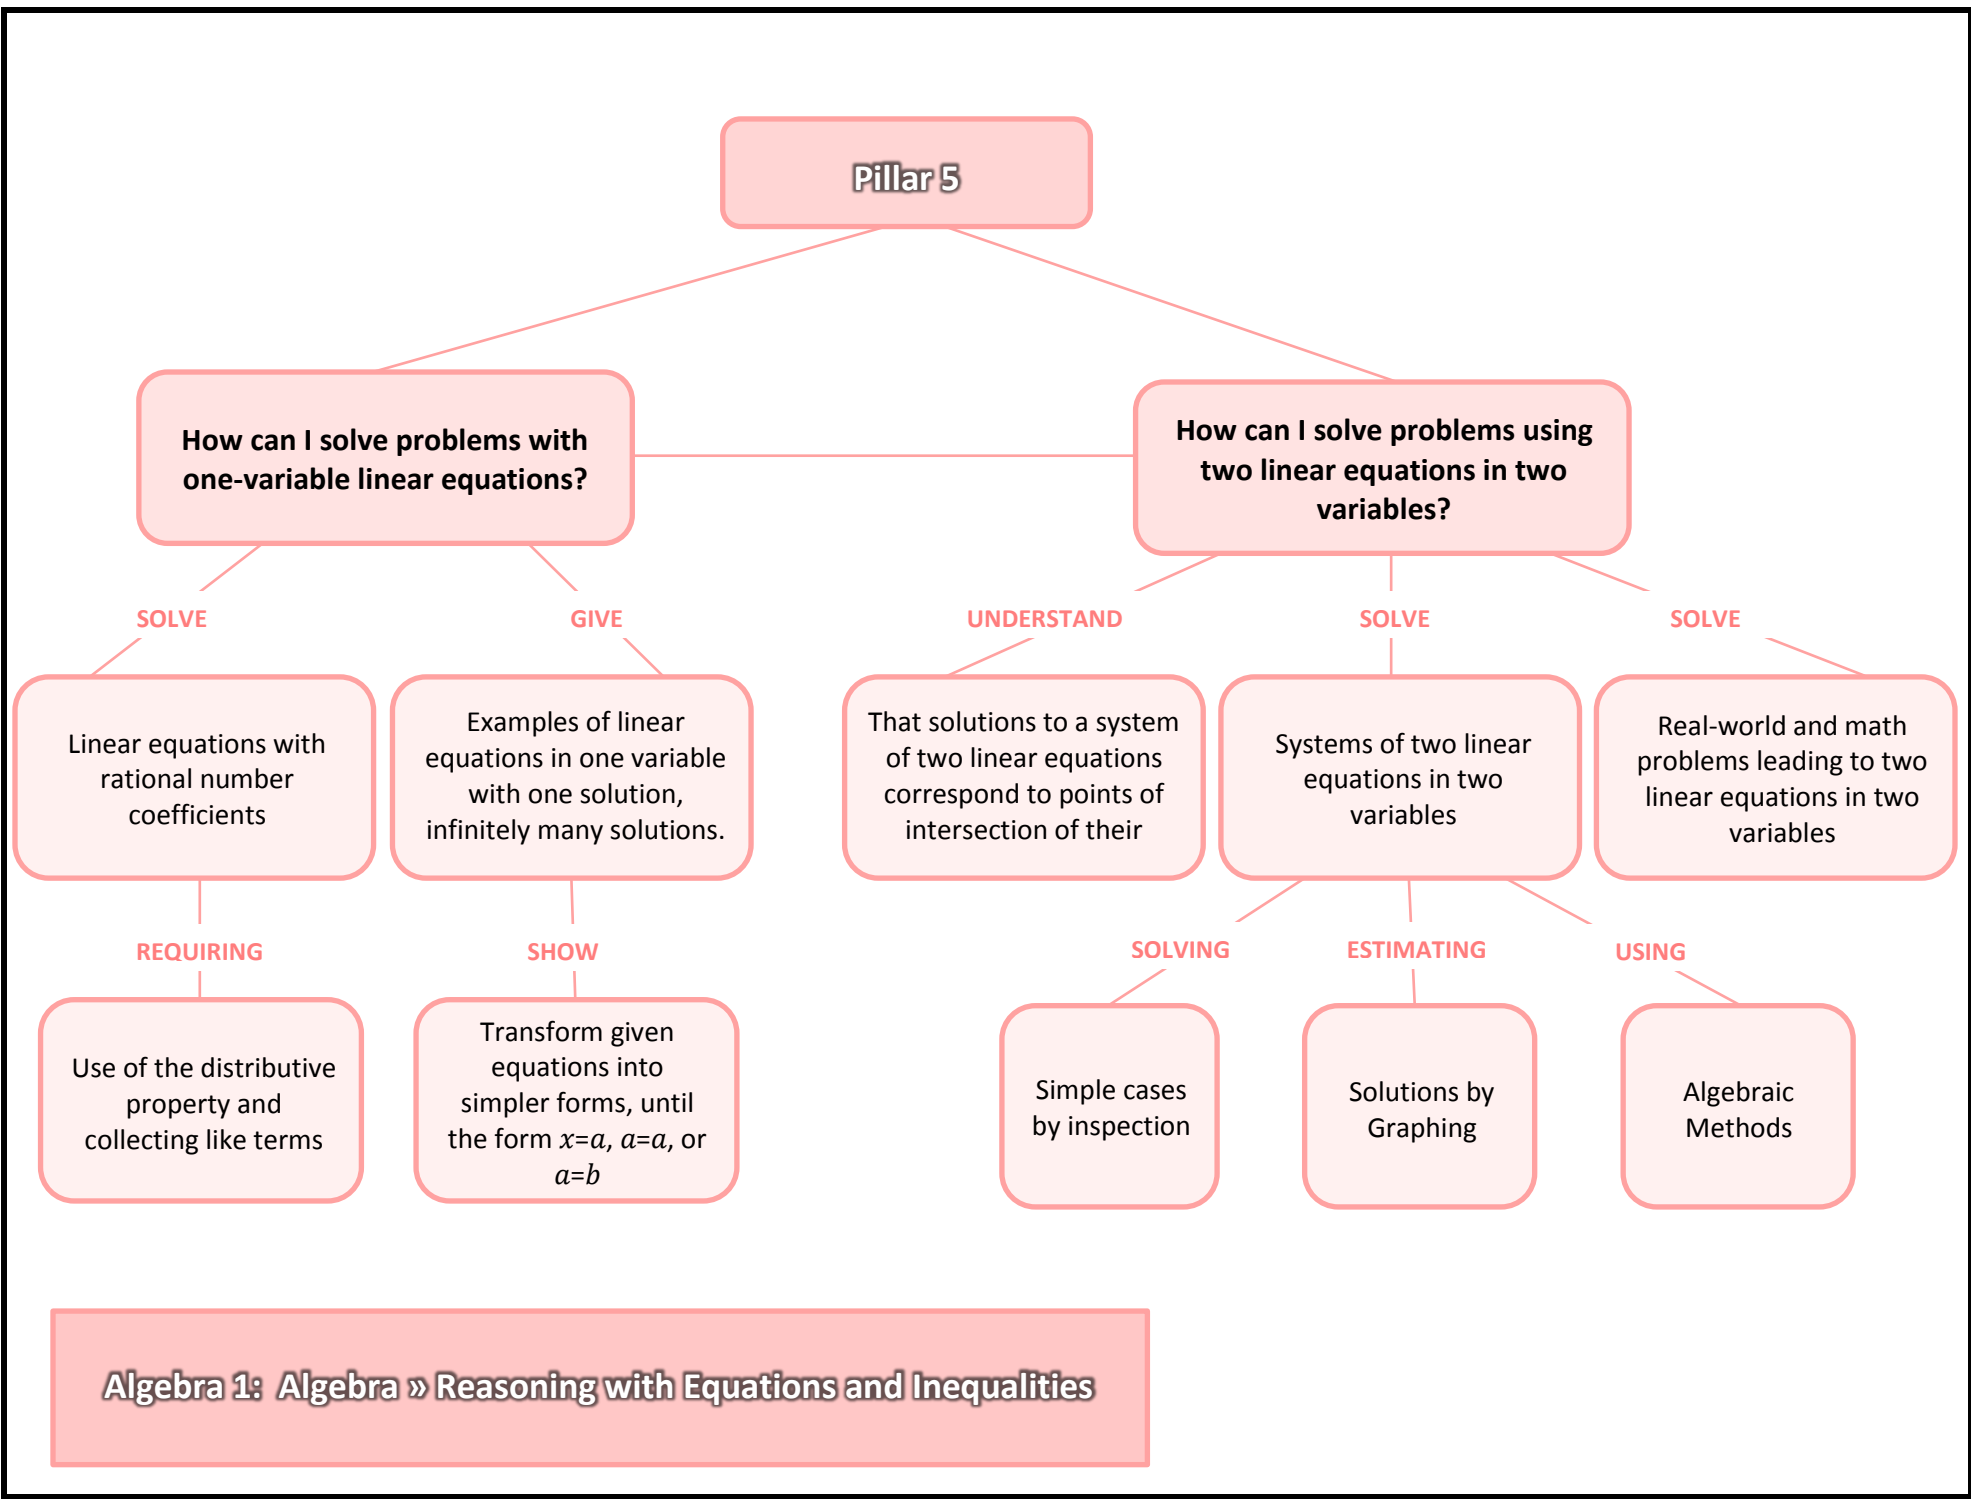 Pillar 5
How can I solve problems with
one-variable linear equations?
How can I solve problems using
two linear equations in two
variables?
SOLVE
GIVE
UNDERSTAND
SOLVE
SOLVE
Linear equations with
rational number
coefficients
Examples of linear
equations in one variable
with one solution,
infinitely many solutions.
That solutions to a system
of two linear equations
correspond to points of
intersection of their
Systems of two linear
equations in two
variables
Real-world and math
problems leading to two
linear equations in two
variables
REQUIRING
SHOW
SOLVING
ESTIMATING
USING
Use of the distributive
property and
collecting like terms
Transform given
equations into
simpler forms, until
the form x=a, a=a, or
a=b
Simple cases
by inspection
Solutions by
Graphing
Algebraic
Methods
Algebra 1:  Algebra » Reasoning with Equations and Inequalities